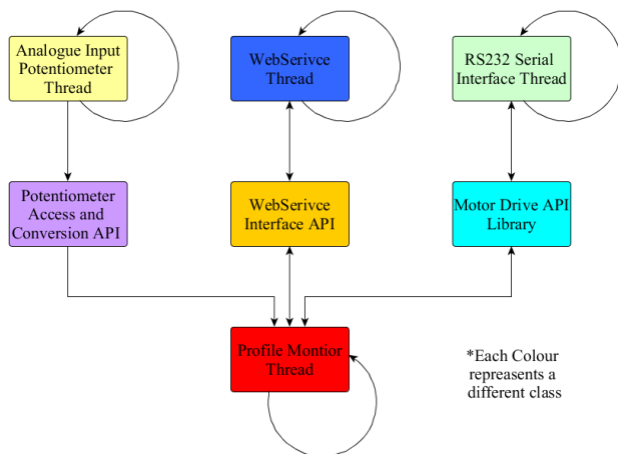 Analogue Input
Potentiometer
Thread
WebSerivce
Thread
RS232 Serial
Interface Thread
Potentiometer
Access and
Conversion API
WebSerivce
Interface API
Motor Drive API
Library
Profile Montior
Thread
*Each Colour
repreasents a
different class